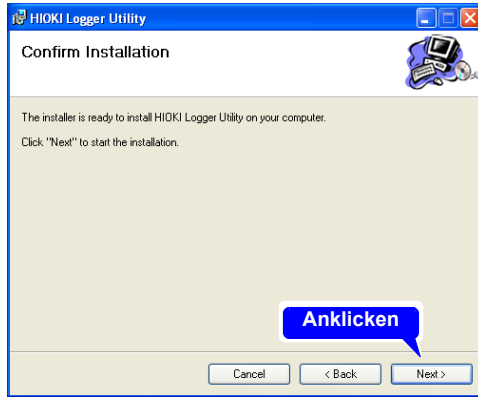 HIOKI Logger Utility
Confirm Installation
The installer is ready to install HIOKI Logger Utility on your computer.
Click "Next" to start the installation.
Anklicken
Cancel
< Back
Next >